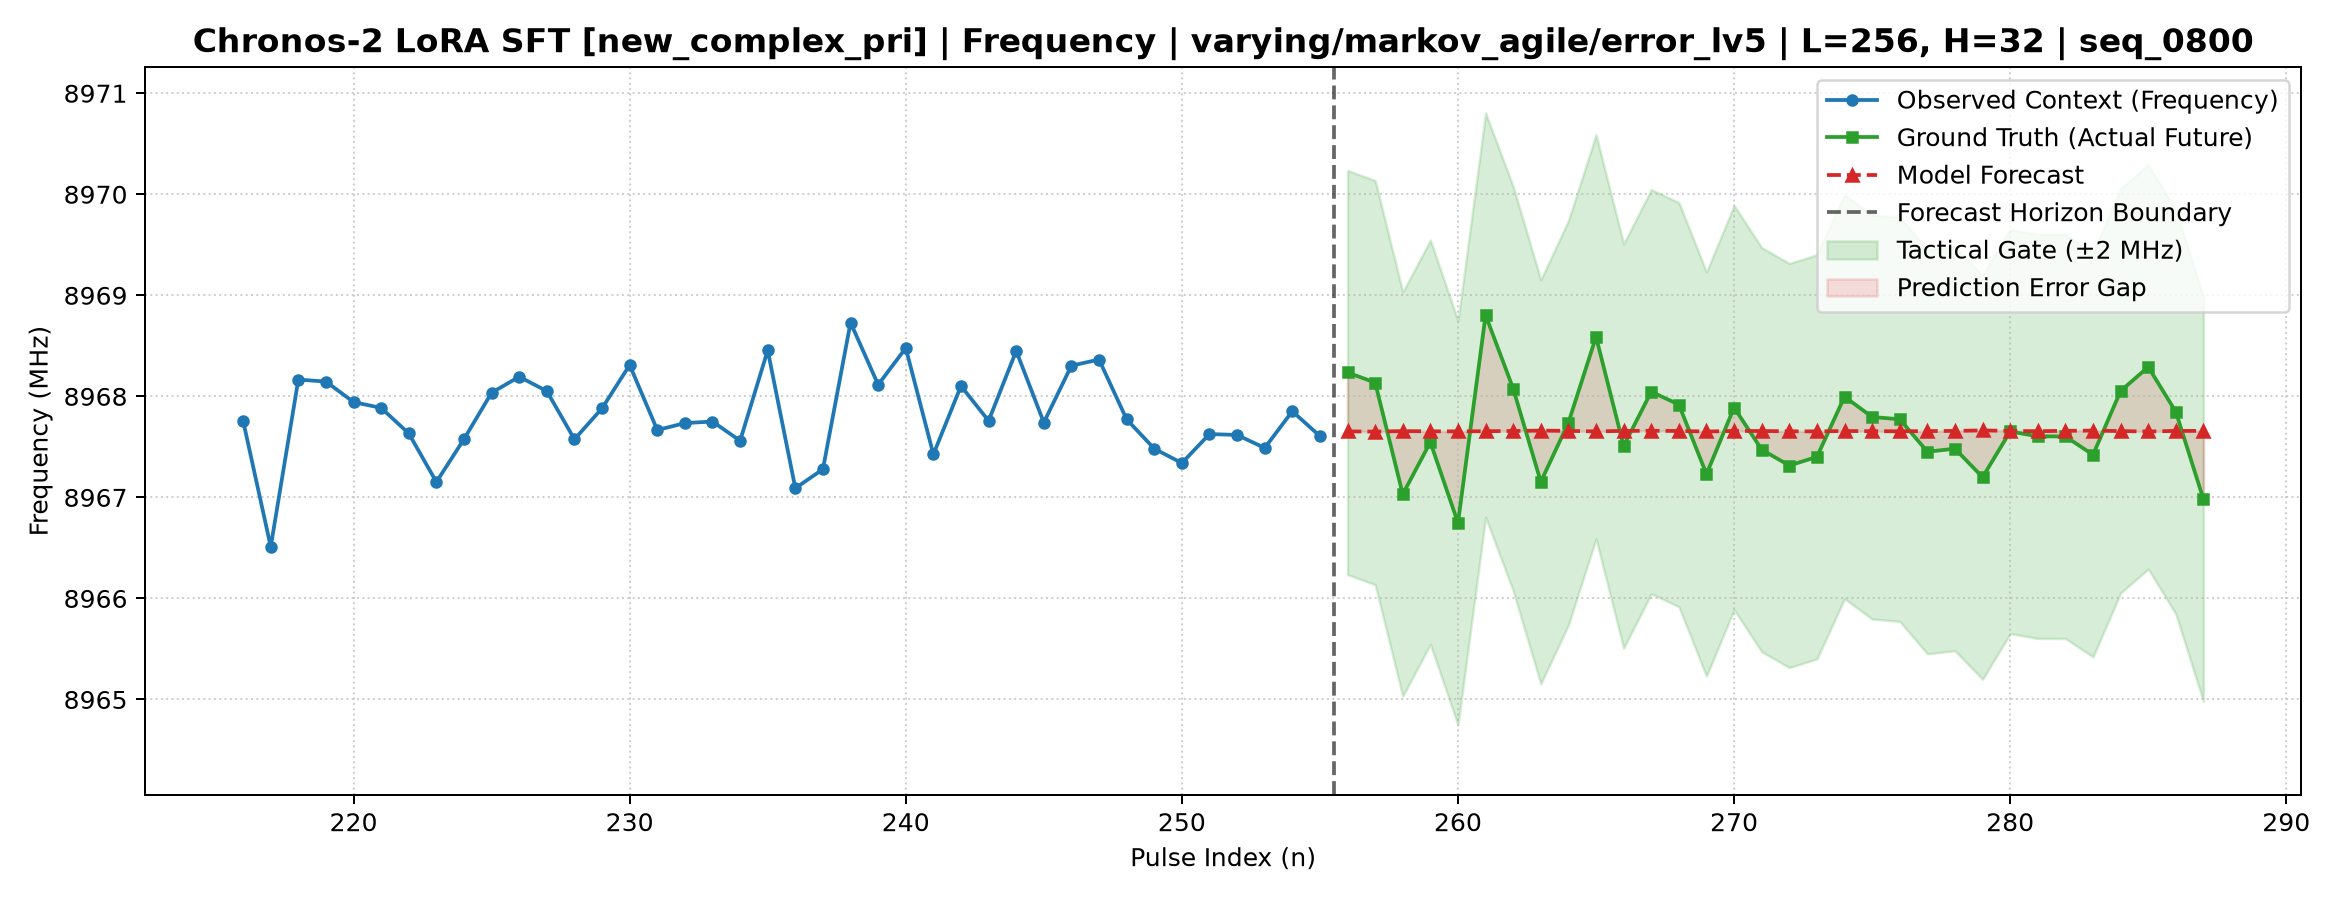 Chronos-2 LoRA SFT [new_complex_pri] | Frequency | varying/markov_agile/error_lv5 | L=256, H=32 | seq_0800
Observed Context (Frequency)
Ground Truth (Actual Future)
Model Forecast
Forecast Horizon Boundary
Tactical Gate (±2 MHz)
Prediction Error Gap
Frequency (MHz)
8971
8970
8969
8968
8967
8966
8965
220
230
240
250
260
270
280
290
Pulse Index (n)